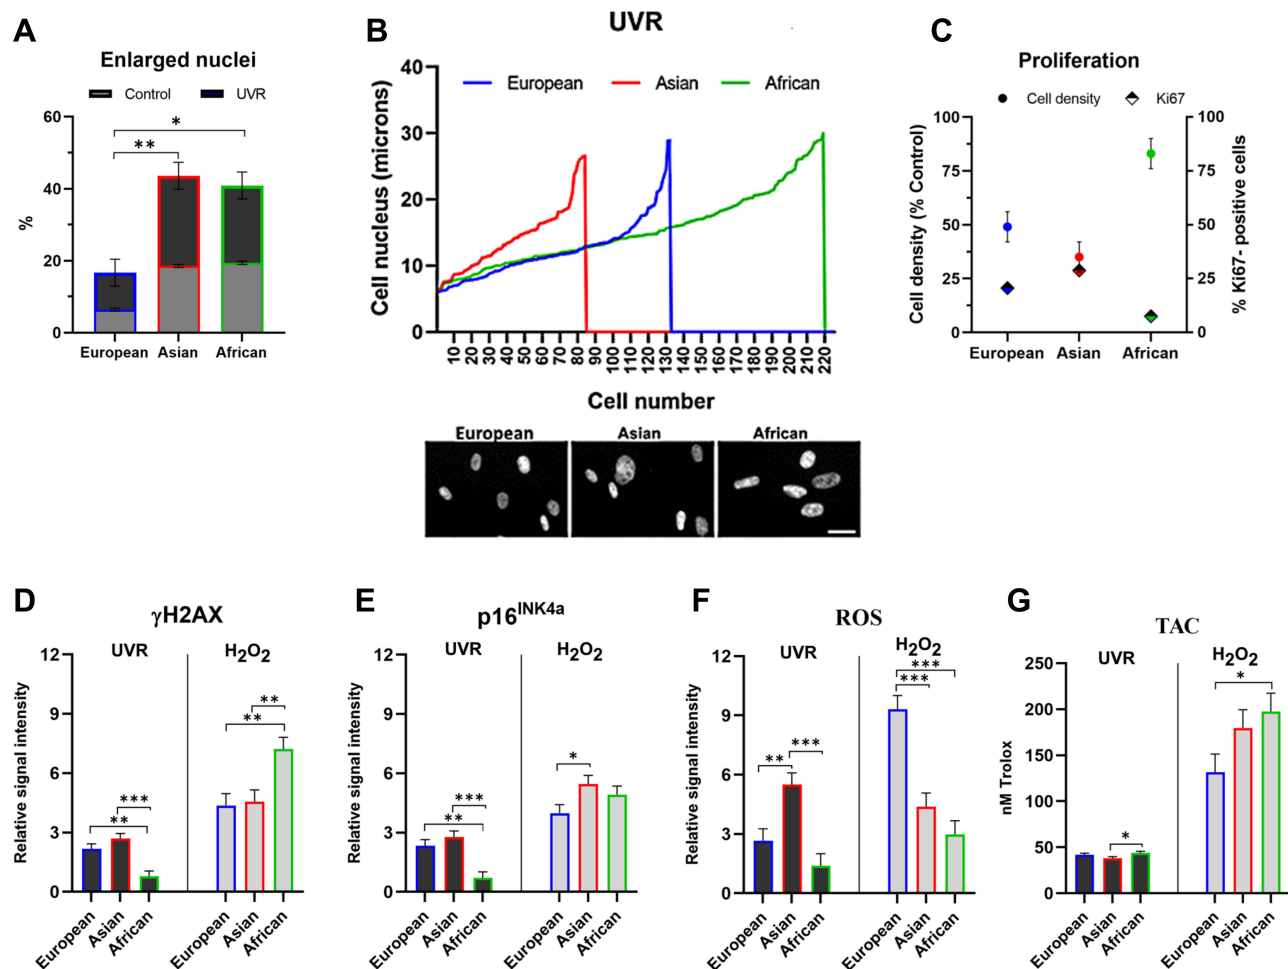 A
Enlarged nuclei
Control UVR
60
40
20
0
%
* 
**
European Asian African
B
UVR
European Asian African
40
30
20
10
0
Cell nucleus (microns)
10 20 30 40 50 60 70 80 90 100 110 120 130 140 150 160 170 180 190 200 210 220
Cell number
European Asian African
C
Proliferation
Cell density Ki67
100
75
50
25
0
Cell density (% Control)
100
75
50
25
0
% Ki67- positive cells
European Asian African
D
γH2AX
UVR H2O2
12
9
6
3
0
Relative signal intensity
**
***
**
**
European Asian African European Asian African
E
p16INK4a
UVR H2O2
12
9
6
3
0
Relative signal intensity
**
***
*
European Asian African European Asian African
F
ROS
UVR H2O2
12
9
6
3
0
Relative signal intensity
**
***
***
***
European Asian African European Asian African
G
TAC
UVR H2O2
250
200
150
100
50
0
nM Trolox
*
*
European Asian African European Asian African